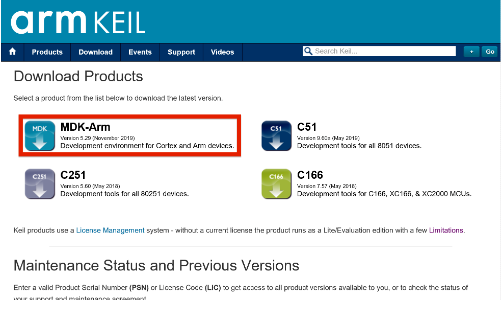 arm KEIL
Products Download Events Support Videos Search Keil... Go
Download Products
Select a product from the list below to download the latest version.
MDK
MDK-Arm
Version 5.29 (November 2019)
Development environment for Cortex and Arm devices.
C51
C51
Version 9.60a (May 2019)
Development tools for all 8051 devices.
C251
C251
Version 5.60 (May 2018)
Development tools for all 80251 devices.
C166
C166
Version 7.57 (May 2018)
Development tools for C166, XC166, & XC2000 MCUs.
Keil products use a License Management system - without a current license the product runs as a Lite/Evaluation edition with a few Limitations.
Maintenance Status and Previous Versions
Enter a valid Product Serial Number (PSN) or License Code (LIC) to get access to all product versions available to you, or to check the status of
your support and maintenance agreement.